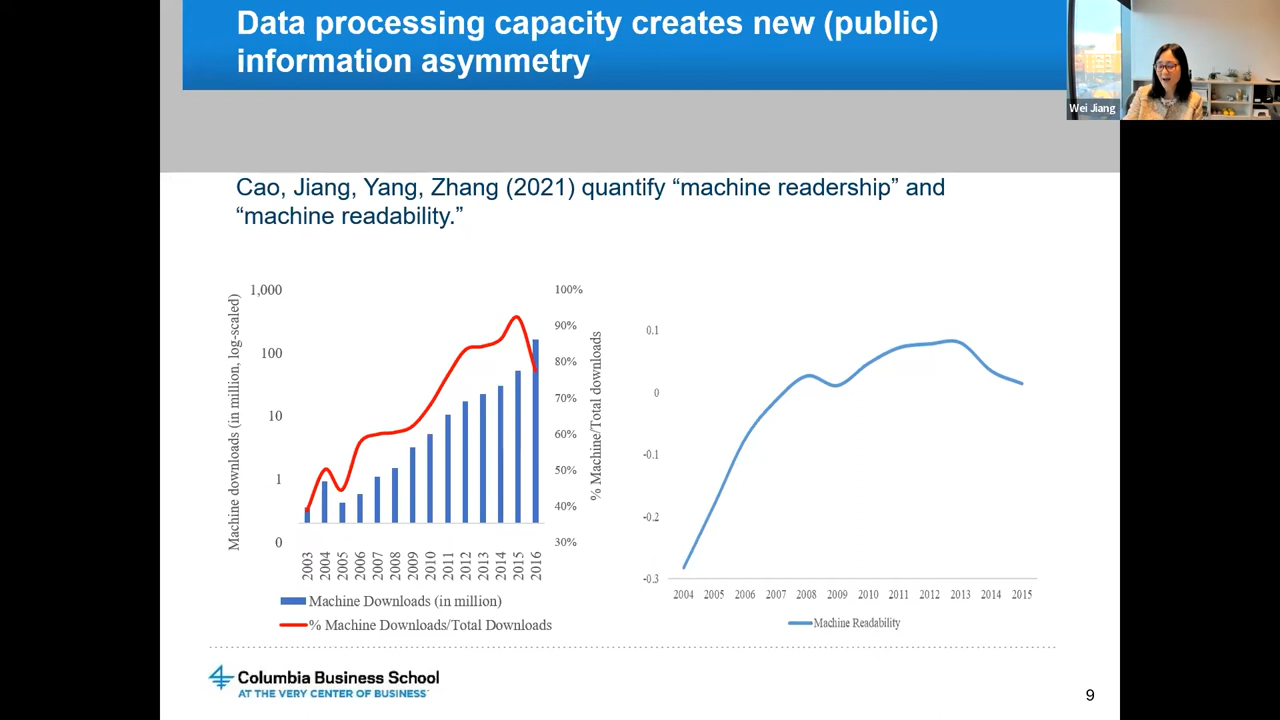 Data processing capacity creates new (public)
information asymmetry
Wei Jiang
Cao, Jiang, Yang, Zhang (2021) quantify “machine readership” and
“machine readability.”
Machine downloads (in million, log-scaled)
1,000
100
10
1
0
100%
90%
80%
70%
60%
50%
40%
30%
% Machine/Total downloads
2003
2004
2005
2006
2007
2008
2009
2010
2011
2012
2013
2014
2015
2016
Machine Downloads (in million)
% Machine Downloads/Total Downloads
0.1
0
-0.1
-0.2
-0.3
2004 2005 2006 2007 2008 2009 2010 2011 2012 2013 2014 2015
Machine Readability
Columbia Business School
AT THE VERY CENTER OF BUSINESS™
9